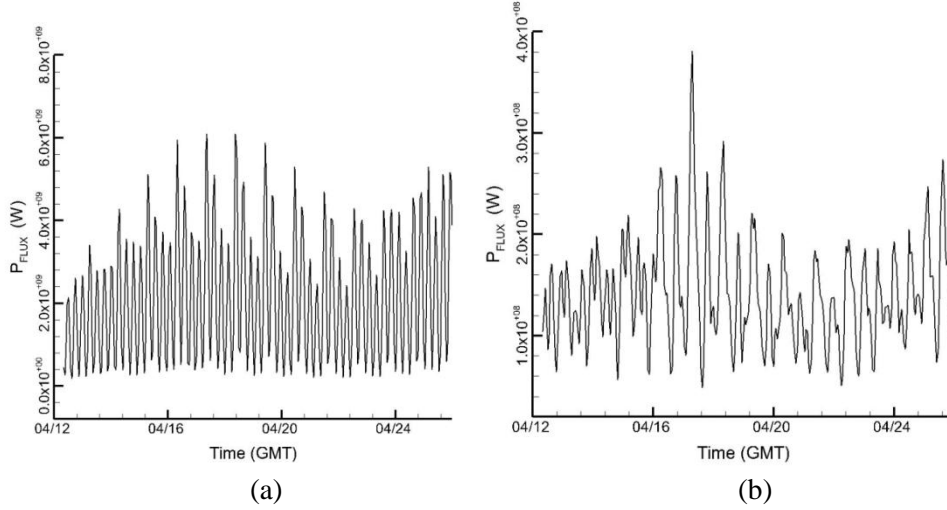 8.0x10+09
6.0x10+09
4.0x10+09
2.0x10+09
0.0x10+00
P_FLUX (W)
04/12 04/16 04/20 04/24
Time (GMT)
(a)
4.0x10+08
3.0x10+08
2.0x10+08
1.0x10+08
P_FLUX (W)
04/12 04/16 04/20 04/24
Time (GMT)
(b)